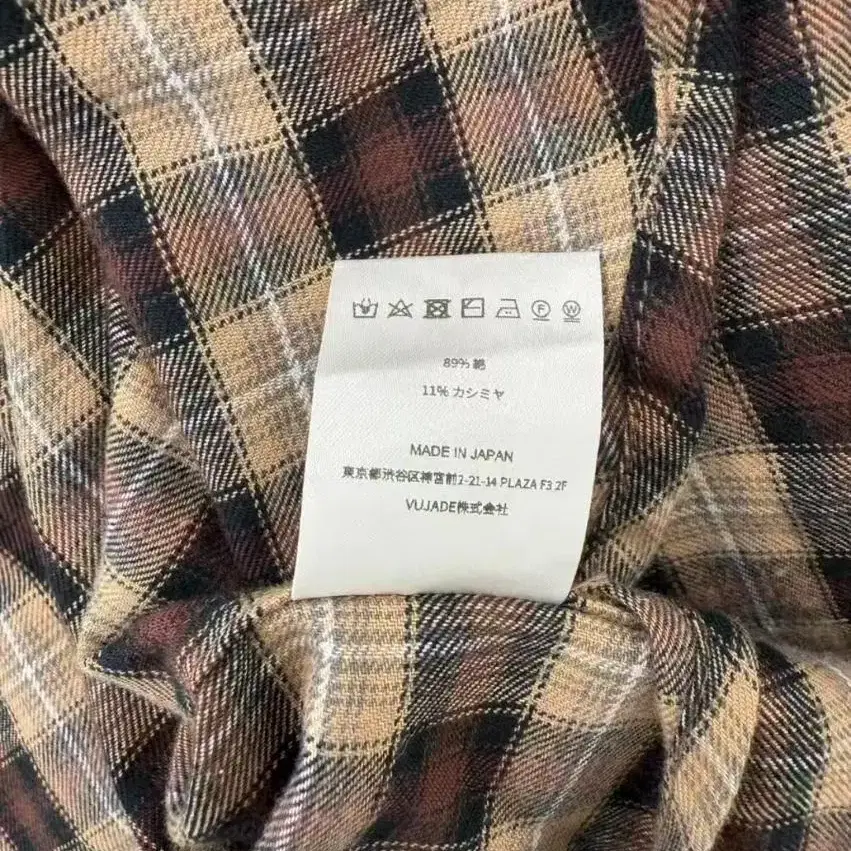 F W
89%
11% カシミヤ
MADE IN JAPAN
東京都渋谷区神宮前2-21-14 PLAZA F3 2F
VUJADE株式会社